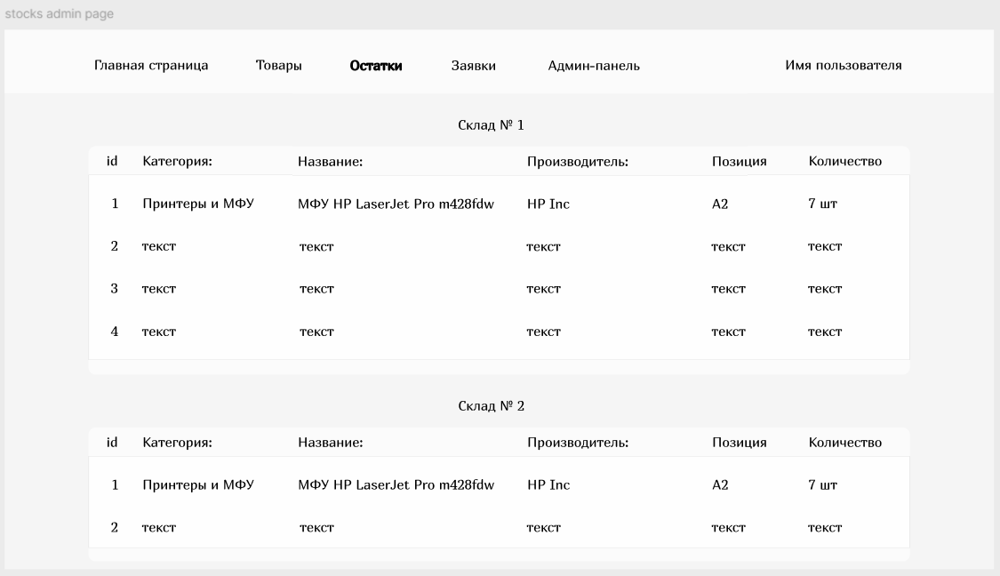 stocks admin page
Главная страница Товары Остатки Заявки Админ-панель Имя пользователя
Склад № 1
id Категория: Название: Производитель: Позиция Количество
1 Принтеры и МФУ МФУ HP LaserJet Pro m428fdw HP Inc A2 7 шт
2 текст текст текст текст текст
3 текст текст текст текст текст
4 текст текст текст текст текст
Склад № 2
id Категория: Название: Производитель: Позиция Количество
1 Принтеры и МФУ МФУ HP LaserJet Pro m428fdw HP Inc A2 7 шт
2 текст текст текст текст текст